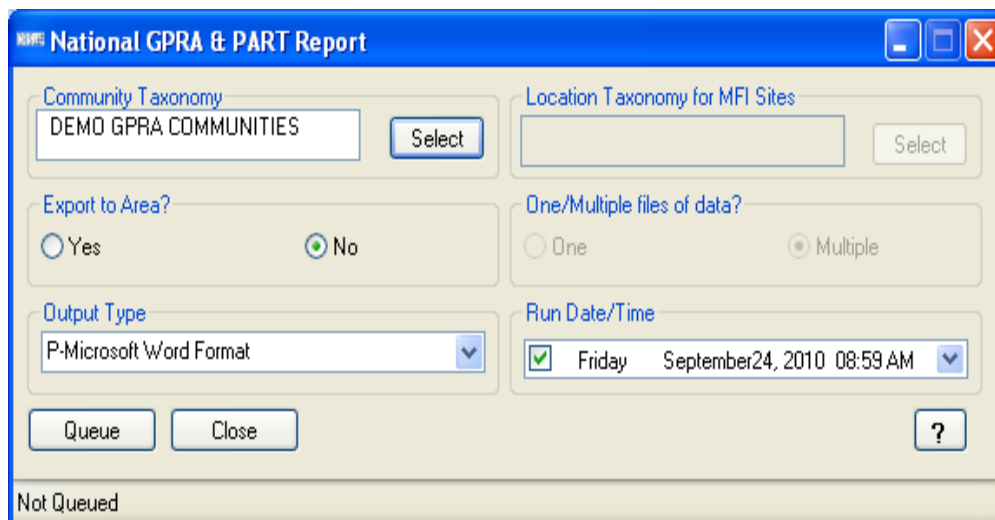 National GPRA & PART Report
Community Taxonomy
DEMO GPRA COMMUNITIES
Select
Location Taxonomy for MFI Sites
Select
Export to Area?
Yes
No
One/Multiple files of data?
One
Multiple
Output Type
P-Microsoft Word Format
Run Date/Time
Friday September24, 2010 08:59 AM
Queue
Close
?
Not Queued